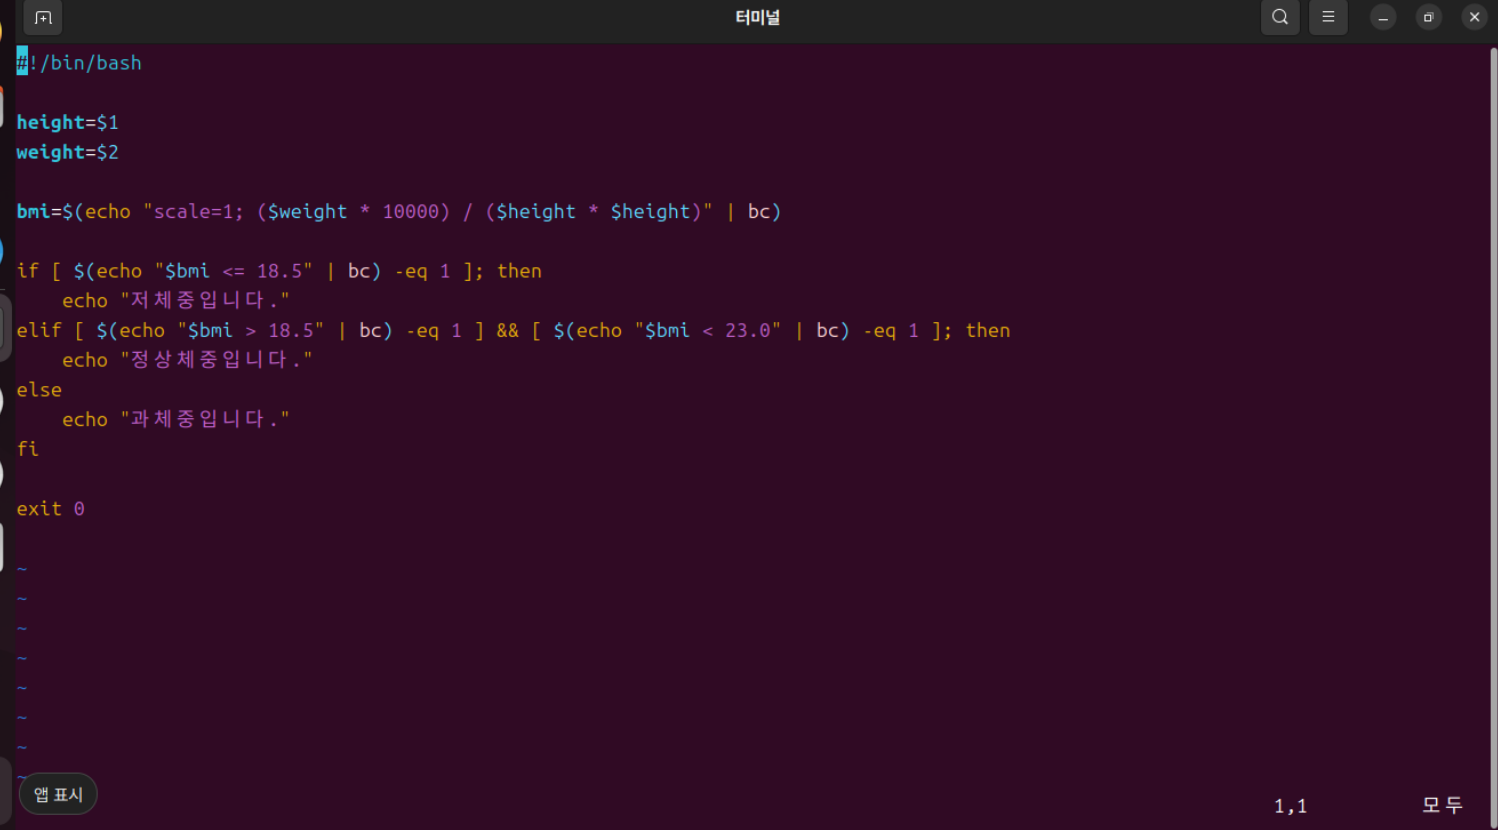 터미널
#!/bin/bash
height=$1
weight=$2
bmi=$(echo "scale=1; ($weight * 10000) / ($height * $height)" | bc)
if [ $(echo "$bmi <= 18.5" | bc) -eq 1 ]; then
    echo "저체중입니다."
elif [ $(echo "$bmi > 18.5" | bc) -eq 1 ] && [ $(echo "$bmi < 23.0" | bc) -eq 1 ]; then
    echo "정상체중입니다."
else
    echo "과체중입니다."
fi
exit 0
~
~
~
~
~
~
~
~
앱 표시
1,1 모두